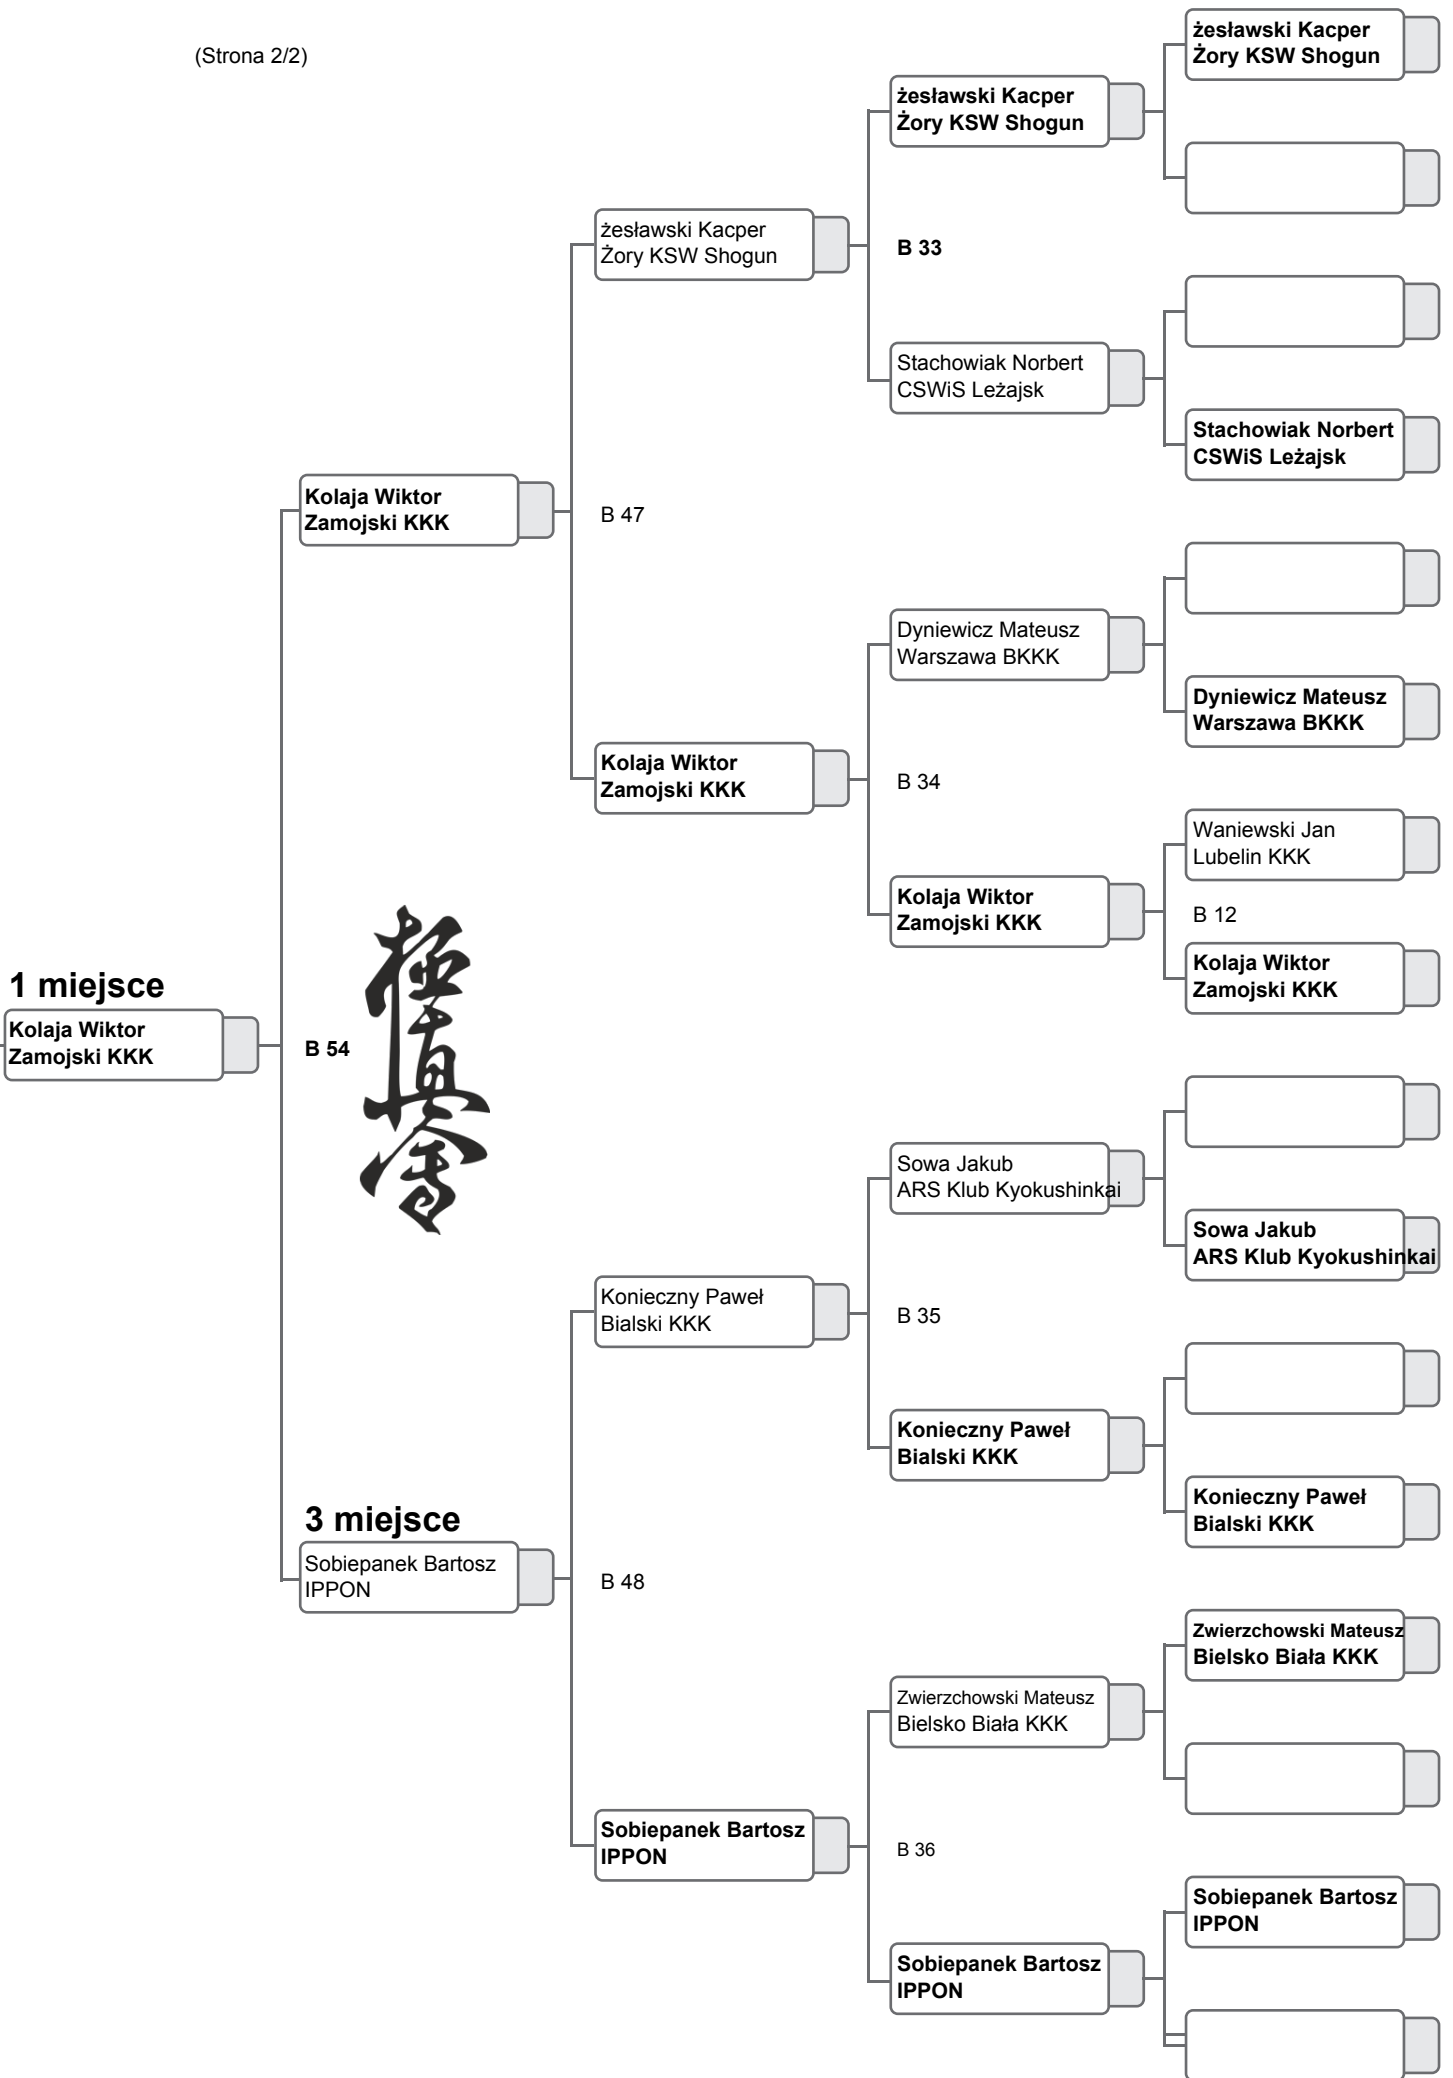 (Strona 2/2)
1 miejsce
Kolaja Wiktor
Zamojski KKK
Kolaja Wiktor
Zamojski KKK
B 54
極真会
3 miejsce
Sobiepanek Bartosz
IPPON
żesławski Kacper
Żory KSW Shogun
B 47
Kolaja Wiktor
Zamojski KKK
Konieczny Paweł
Bialski KKK
B 48
Sobiepanek Bartosz
IPPON
żesławski Kacper
Żory KSW Shogun
B 33
Stachowiak Norbert
CSWiS Leżajsk
Dyniewicz Mateusz
Warszawa BKKK
B 34
Kolaja Wiktor
Zamojski KKK
Sowa Jakub
ARS Klub Kyokushinkai
B 35
Konieczny Paweł
Bialski KKK
Zwierzchowski Mateusz
Bielsko Biała KKK
B 36
Sobiepanek Bartosz
IPPON
żesławski Kacper
Żory KSW Shogun
Stachowiak Norbert
CSWiS Leżajsk
Dyniewicz Mateusz
Warszawa BKKK
Waniewski Jan
Lubelin KKK
B 12
Kolaja Wiktor
Zamojski KKK
Sowa Jakub
ARS Klub Kyokushinkai
Konieczny Paweł
Bialski KKK
Zwierzchowski Mateusz
Bielsko Biała KKK
Sobiepanek Bartosz
IPPON